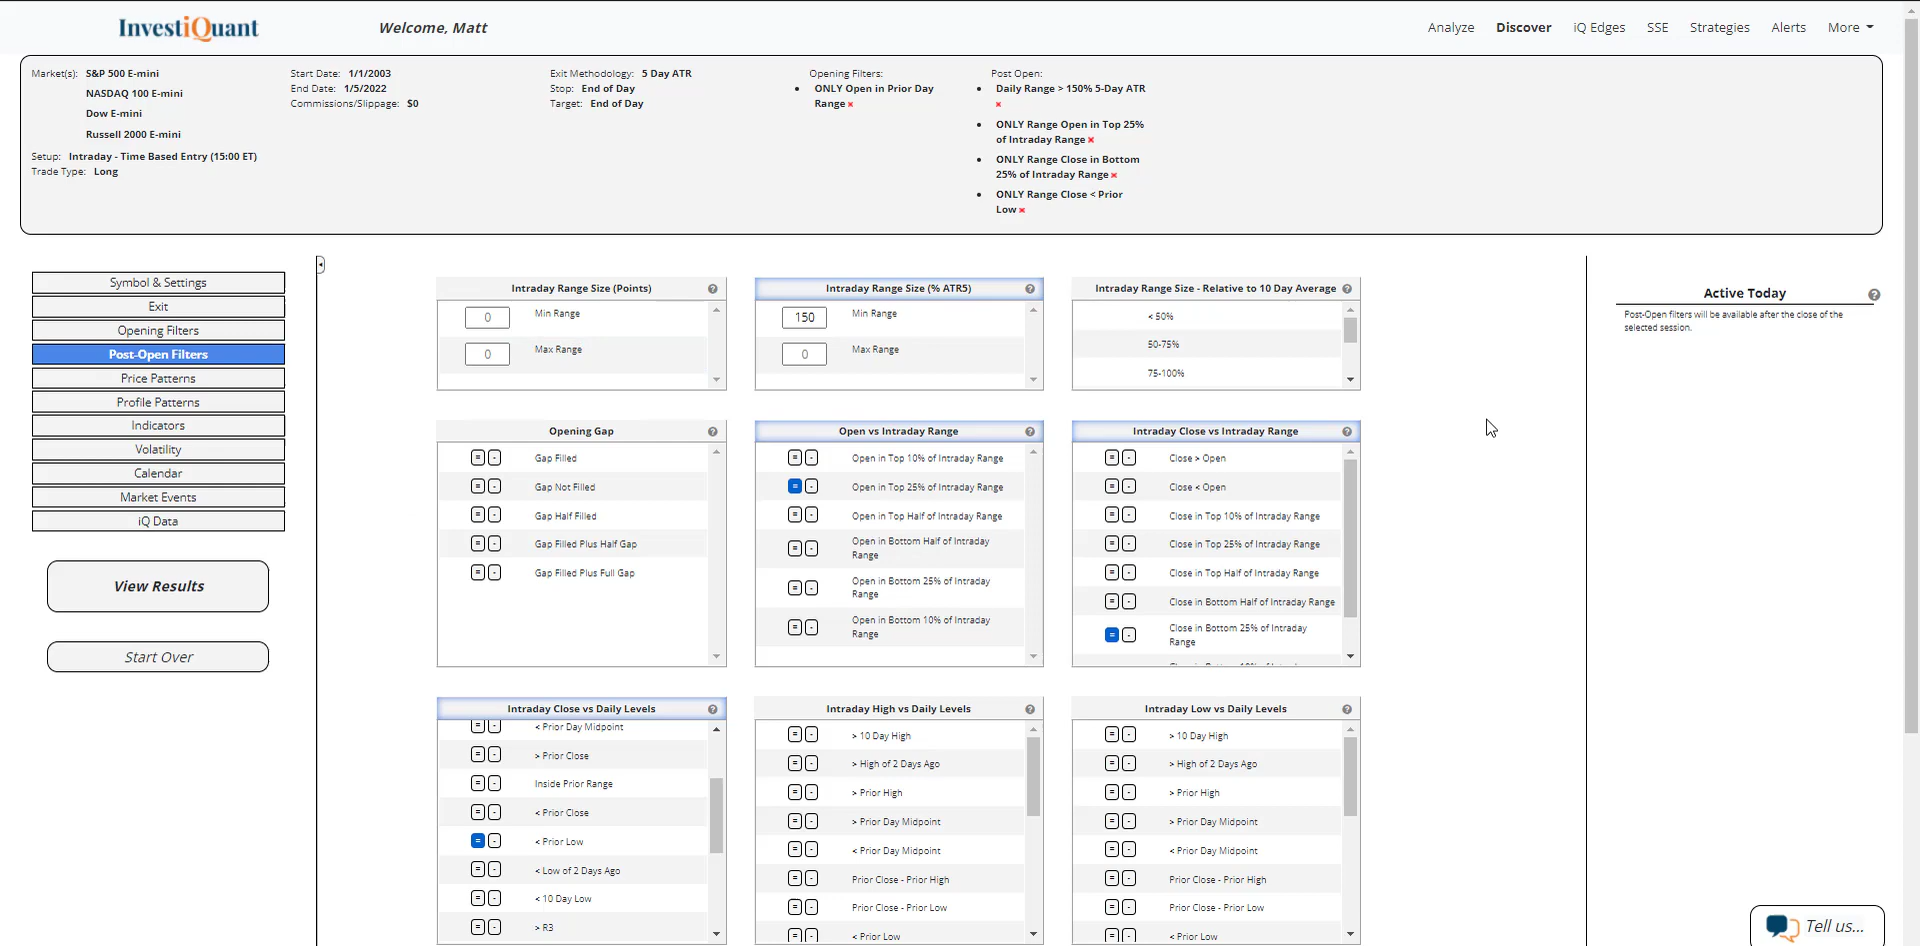 InvestiQuant
Welcome, Matt
Analyze
Discover
iQ Edges
SSE
Strategies
Alerts
More
Market(s): S&P 500 E-mini
NASDAQ 100 E-mini
Dow E-mini
Russell 2000 E-mini
Setup: Intraday - Time Based Entry (15:00 ET)
Trade Type: Long
Start Date: 1/1/2003
End Date: 1/5/2022
Commissions/Slippage: $0
Exit Methodology: 5 Day ATR
Stop: End of Day
Target: End of Day
Opening Filters:
• ONLY Open in Prior Day
Range ×
Post Open:
• Daily Range > 150% 5-Day ATR
×
• ONLY Range Open in Top 25%
of Intraday Range ×
• ONLY Range Close in Bottom
25% of Intraday Range ×
• ONLY Range Close < Prior
Low ×
Symbol & Settings
Exit
Opening Filters
Post-Open Filters
Price Patterns
Profile Patterns
Indicators
Volatility
Calendar
Market Events
iQ Data
View Results
Start Over
Intraday Range Size (Points) ?
0 Min Range
0 Max Range
Intraday Range Size (% ATR5) ?
150 Min Range
0 Max Range
Intraday Range Size - Relative to 10 Day Average ?
< 50%
50-75%
75-100%
Opening Gap ?
= - Gap Filled
= - Gap Not Filled
= - Gap Half Filled
= - Gap Filled Plus Half Gap
= - Gap Filled Plus Full Gap
Open vs Intraday Range ?
= - Open in Top 10% of Intraday Range
= - Open in Top 25% of Intraday Range
= - Open in Top Half of Intraday Range
= - Open in Bottom Half of Intraday
Range
= - Open in Bottom 25% of Intraday
Range
= - Open in Bottom 10% of Intraday
Range
Intraday Close vs Intraday Range ?
= - Close > Open
= - Close < Open
= - Close in Top 10% of Intraday Range
= - Close in Top 25% of Intraday Range
= - Close in Top Half of Intraday Range
= - Close in Bottom Half of Intraday Range
= - Close in Bottom 25% of Intraday
Range
Intraday Close vs Daily Levels ?
= - < Prior Day Midpoint
= - > Prior Close
= - Inside Prior Range
= - < Prior Close
= - < Prior Low
= - < Low of 2 Days Ago
= - < 10 Day Low
= - > R3
Intraday High vs Daily Levels ?
= - > 10 Day High
= - > High of 2 Days Ago
= - > Prior High
= - > Prior Day Midpoint
= - < Prior Day Midpoint
= - Prior Close - Prior High
= - Prior Close - Prior Low
= - < Prior Low
Intraday Low vs Daily Levels ?
= - > 10 Day High
= - > High of 2 Days Ago
= - > Prior High
= - > Prior Day Midpoint
= - < Prior Day Midpoint
= - Prior Close - Prior High
= - Prior Close - Prior Low
= - < Prior Low
Active Today ?
Post-Open filters will be available after the close of the
selected session.
Tell us...